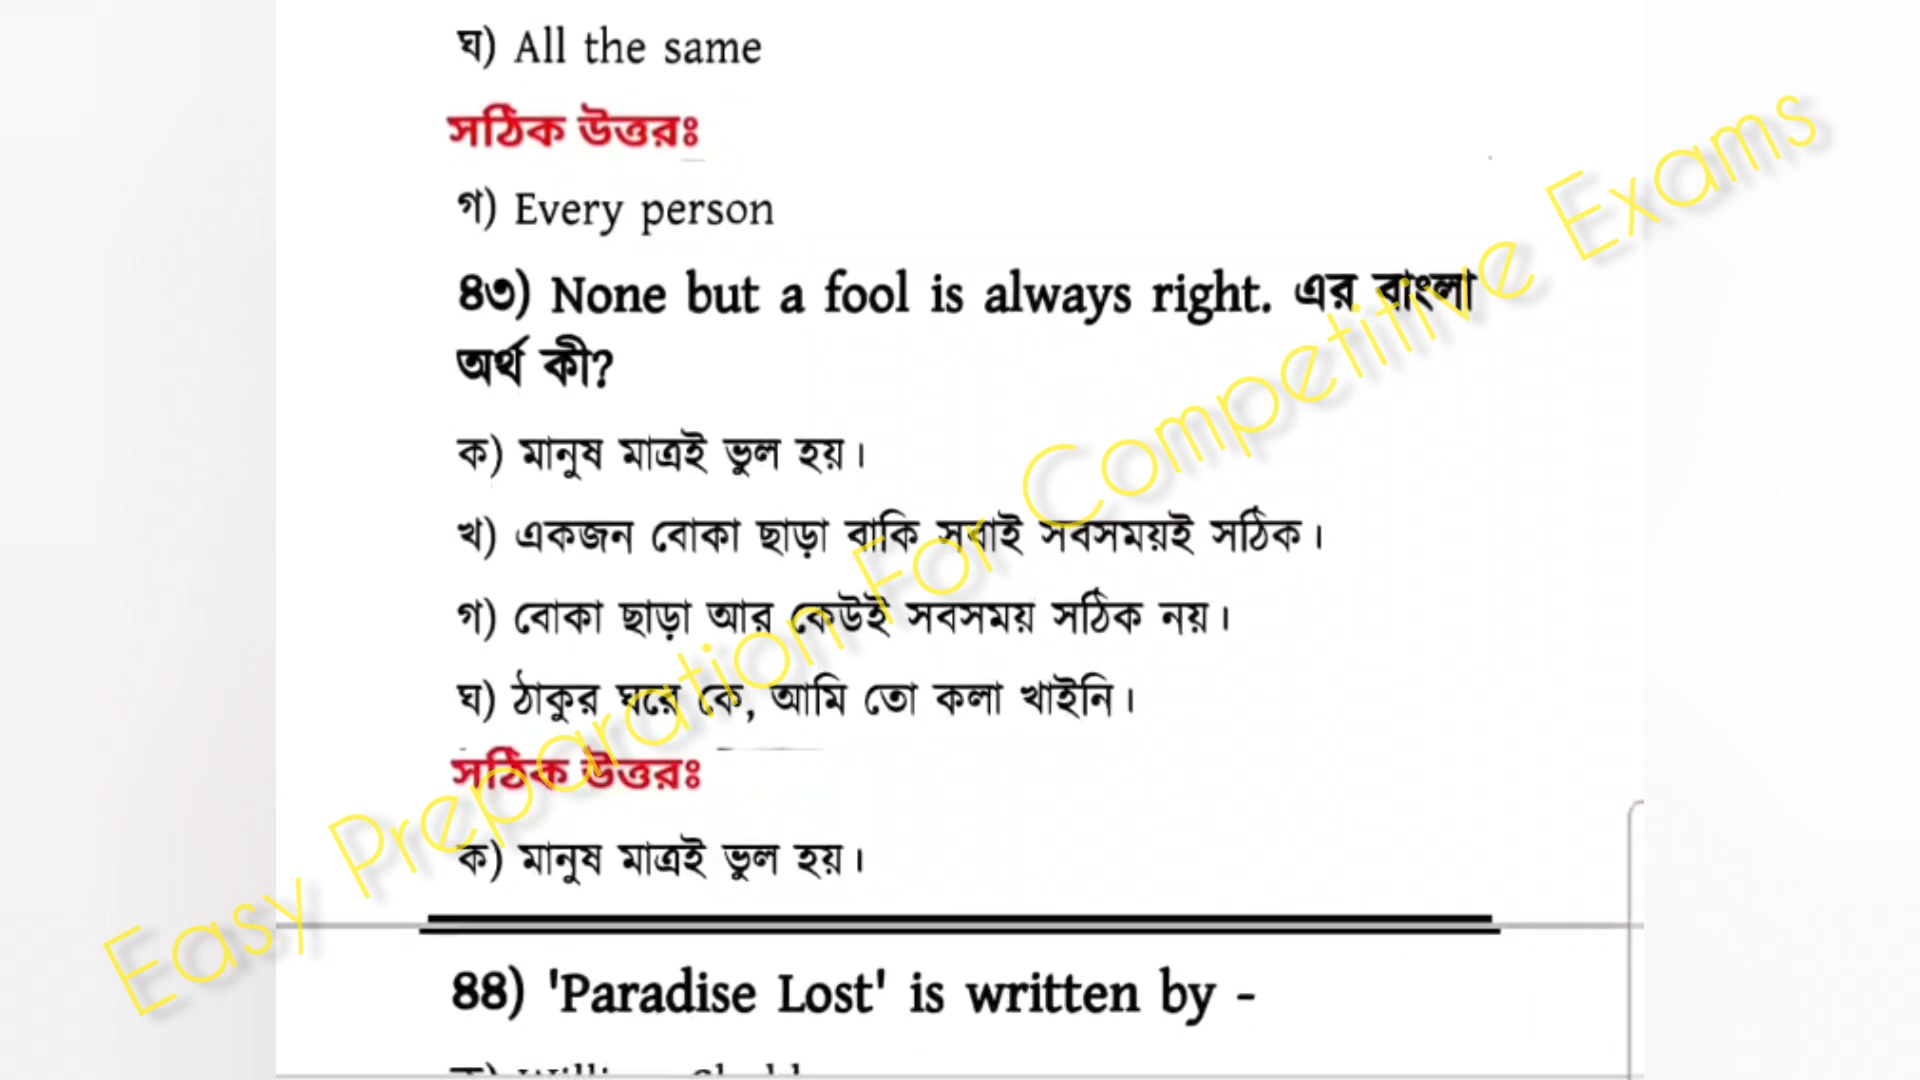 ঘ) All the same
সঠিক উত্তরঃ
গ) Every person
৪৩) None but a fool is always right. এর বাংলা
অর্থ কী?
ক) মানুষ মাত্রই ভুল হয়।
খ) একজন বোকা ছাড়া বাকি সবাই সবসময়ই সঠিক।
গ) বোকা ছাড়া আর কেউই সবসময় সঠিক নয়।
ঘ) ঠাকুর ঘরে কে, আমি তো কলা খাইনি।
সঠিক উত্তরঃ
ক) মানুষ মাত্রই ভুল হয়।
৪৪) 'Paradise Lost' is written by -
Easy Preparation For Competitive Exams